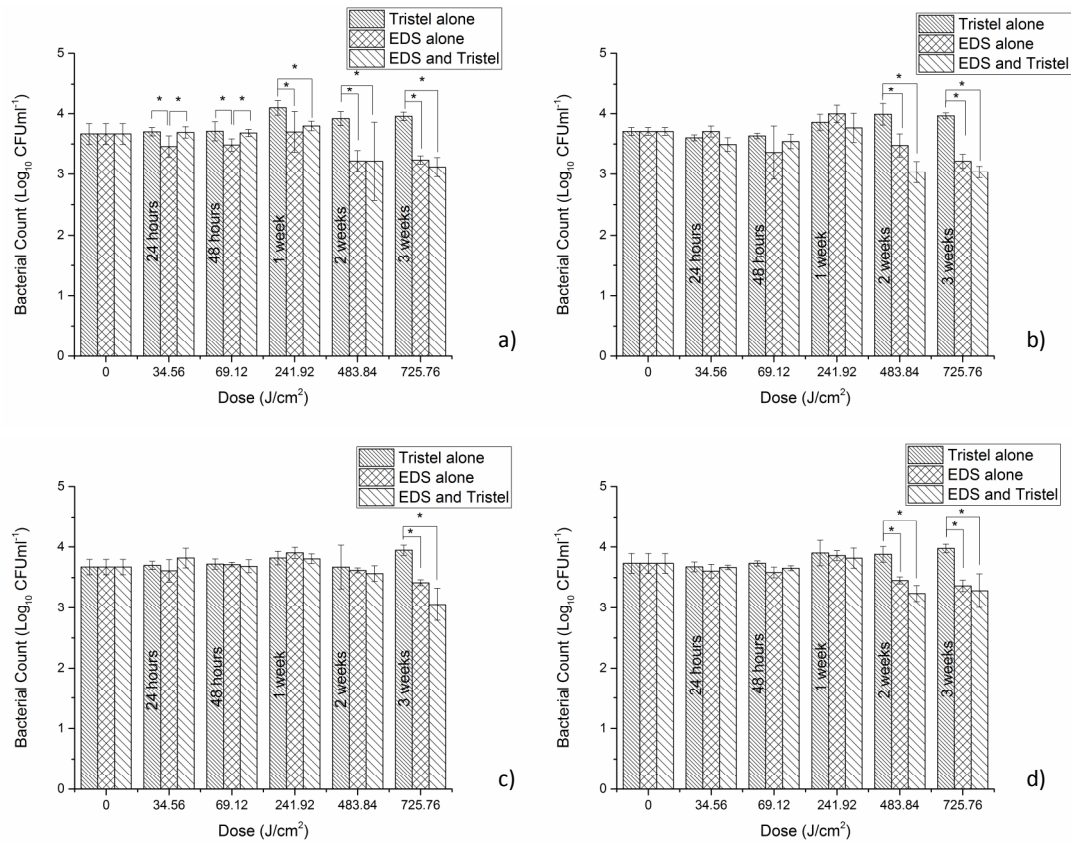 Tristel alone
EDS alone
EDS and Tristel
Bacterial Count (Log10 CFUml-1)
5
4
3
2
1
0
* * * * * * * * * *
24 hours
48 hours
1 week
2 weeks
3 weeks
0 34.56 69.12 241.92 483.84 725.76
Dose (J/cm2)
a)
Tristel alone
EDS alone
EDS and Tristel
Bacterial Count (Log10 CFUml-1)
5
4
3
2
1
0
* * * *
24 hours
48 hours
1 week
2 weeks
3 weeks
0 34.56 69.12 241.92 483.84 725.76
Dose (J/cm2)
b)
Tristel alone
EDS alone
EDS and Tristel
Bacterial Count (Log10 CFUml-1)
5
4
3
2
1
0
* *
24 hours
48 hours
1 week
2 weeks
3 weeks
0 34.56 69.12 241.92 483.84 725.76
Dose (J/cm2)
c)
Tristel alone
EDS alone
EDS and Tristel
Bacterial Count (Log10 CFUml-1)
5
4
3
2
1
0
* * * *
24 hours
48 hours
1 week
2 weeks
3 weeks
0 34.56 69.12 241.92 483.84 725.76
Dose (J/cm2)
d)